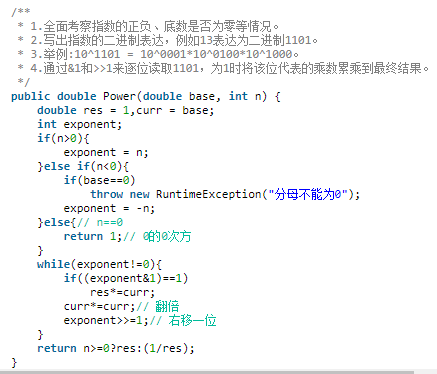 /**
 * 1.全面考察指数的正负、底数是否为零等情况。
 * 2.写出指数的二进制表达，例如13表达为二进制1101。
 * 3.举例:10^1101 = 10^0001*10^0100*10^1000。
 * 4.通过&1和>>1来逐位读取1101，为1时将该位代表的乘数累乘到最终结果。
 */
public double Power(double base, int n) {
    double res = 1,curr = base;
    int exponent;
    if(n>0){
        exponent = n;
    }else if(n<0){
        if(base==0)
            throw new RuntimeException("分母不能为0");
        exponent = -n;
    }else{// n==0
        return 1;// 0的0次方
    }
    while(exponent!=0){
        if((exponent&1)==1)
            res*=curr;
        curr*=curr;// 翻倍
        exponent>>=1;// 右移一位
    }
    return n>=0?res:(1/res);
}